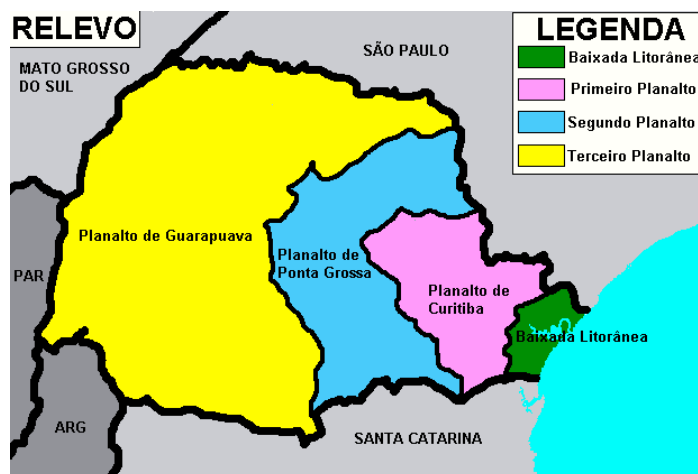 RELEVO
LEGENDA
Baixada Litorânea
Primeiro Planalto
Segundo Planalto
Terceiro Planalto
SÃO PAULO
MATO GROSSO
DO SUL
Planalto de Guarapuava
Planalto de
Ponta Grossa
PAR
Planalto de
Curitiba
Baixada Litorânea
ARG
SANTA CATARINA